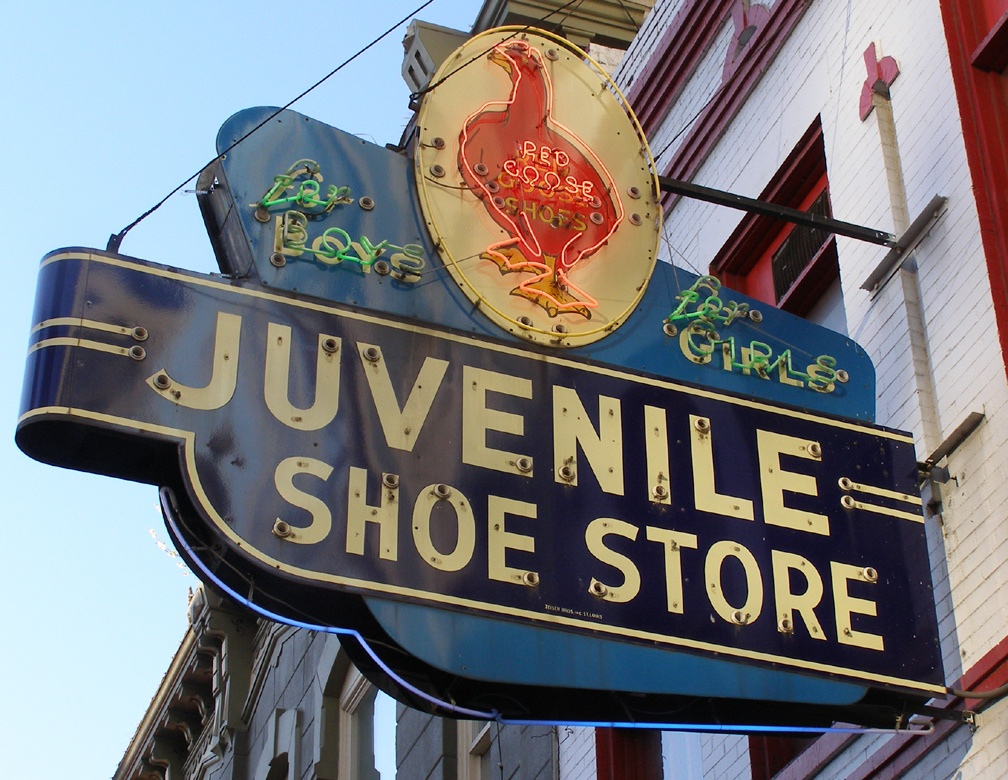 RED
GOOSE
SHOES
For
BOYS
For
GIRLS
JUVENILE
SHOE STORE